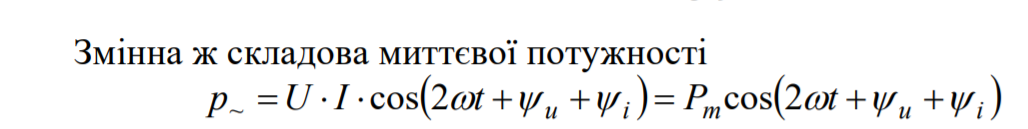 Змінна ж складова миттєвої потужності
p~ = U · I · cos(2ωt + ψu + ψi) = Pm cos(2ωt + ψu + ψi)